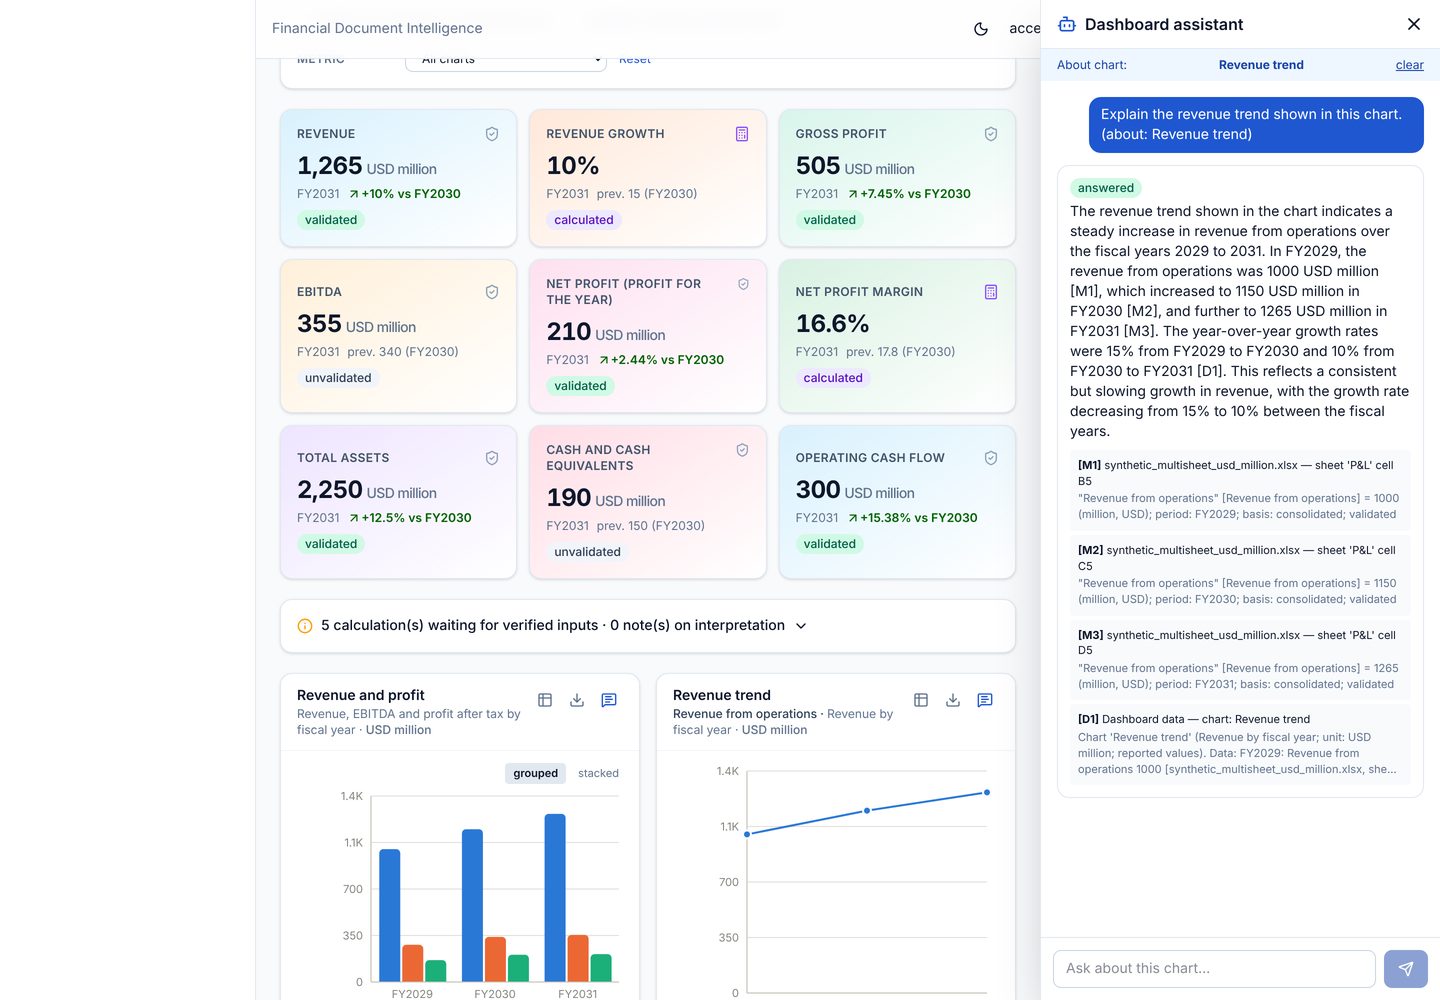 Financial Document Intelligence
METRIC
All charts
Reset
REVENUE
1,265 USD million
FY2031 +10% vs FY2030
validated
REVENUE GROWTH
10%
FY2031 prev. 15 (FY2030)
calculated
GROSS PROFIT
505 USD million
FY2031 +7.45% vs FY2030
validated
EBITDA
355 USD million
FY2031 prev. 340 (FY2030)
unvalidated
NET PROFIT (PROFIT FOR
THE YEAR)
210 USD million
FY2031 +2.44% vs FY2030
validated
NET PROFIT MARGIN
16.6%
FY2031 prev. 17.8 (FY2030)
calculated
TOTAL ASSETS
2,250 USD million
FY2031 +12.5% vs FY2030
validated
CASH AND CASH
EQUIVALENTS
190 USD million
FY2031 prev. 150 (FY2030)
unvalidated
OPERATING CASH FLOW
300 USD million
FY2031 +15.38% vs FY2030
validated
5 calculation(s) waiting for verified inputs · 0 note(s) on interpretation
Revenue and profit
Revenue, EBITDA and profit after tax by
fiscal year · USD million
grouped stacked
1.4K
1.1K
700
350
0
FY2029 FY2030 FY2031
Revenue trend
Revenue from operations · Revenue by
fiscal year · USD million
1.4K
1.1K
700
350
0
Dashboard assistant
About chart: Revenue trend clear
Explain the revenue trend shown in this chart.
(about: Revenue trend)
answered
The revenue trend shown in the chart indicates a
steady increase in revenue from operations over
the fiscal years 2029 to 2031. In FY2029, the
revenue from operations was 1000 USD million
[M1], which increased to 1150 USD million in
FY2030 [M2], and further to 1265 USD million in
FY2031 [M3]. The year-over-year growth rates
were 15% from FY2029 to FY2030 and 10% from
FY2030 to FY2031 [D1]. This reflects a consistent
but slowing growth in revenue, with the growth rate
decreasing from 15% to 10% between the fiscal
years.
[M1] synthetic_multisheet_usd_million.xlsx — sheet 'P&L' cell
B5
"Revenue from operations" [Revenue from operations] = 1000
(million, USD); period: FY2029; basis: consolidated; validated
[M2] synthetic_multisheet_usd_million.xlsx — sheet 'P&L' cell
C5
"Revenue from operations" [Revenue from operations] = 1150
(million, USD); period: FY2030; basis: consolidated; validated
[M3] synthetic_multisheet_usd_million.xlsx — sheet 'P&L' cell
D5
"Revenue from operations" [Revenue from operations] = 1265
(million, USD); period: FY2031; basis: consolidated; validated
[D1] Dashboard data — chart: Revenue trend
Chart 'Revenue trend' (Revenue by fiscal year; unit: USD
million; reported values). Data: FY2029: Revenue from
operations 1000 [synthetic_multisheet_usd_million.xlsx, she...
Ask about this chart...